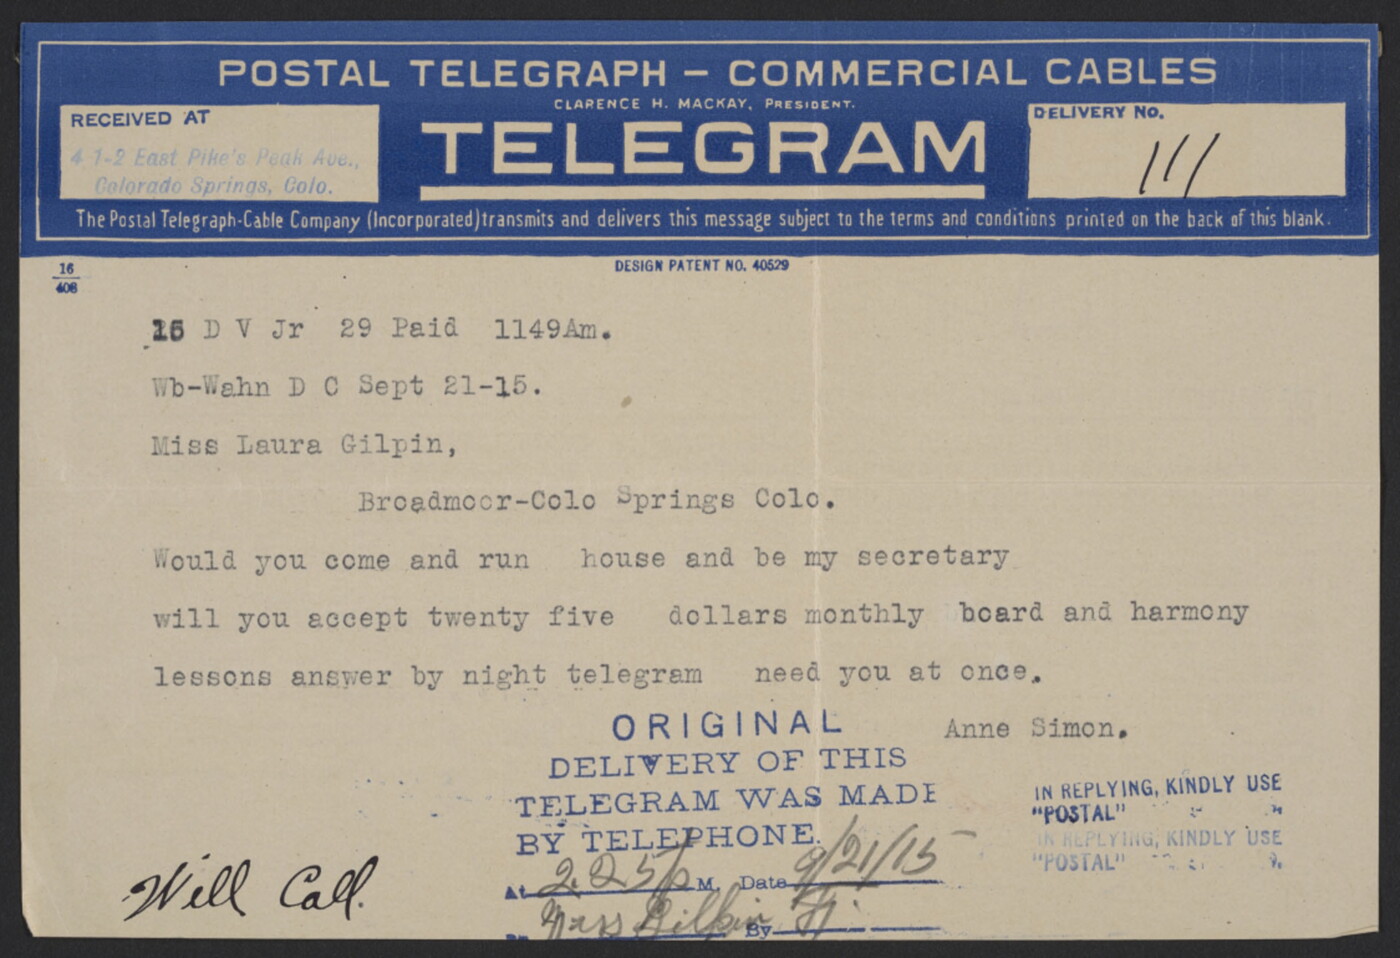 POSTAL TELEGRAPH – COMMERCIAL CABLES
CLARENCE H. MACKAY, PRESIDENT.
RECEIVED AT
4 1-2 East Pike's Peak Ave.,
Colorado Springs, Colo.
TELEGRAM
DELIVERY No.
111
The Postal Telegraph-Cable Company (Incorporated) transmits and delivers this message subject to the terms and conditions printed on the back of this blank.
16
408
DESIGN PATENT NO. 40529
15 D V Jr 29 Paid 1149Am.
Wb-Wahn D C Sept 21-15.
Miss Laura Gilpin,
Broadmoor-Colo Springs Colo.
Would you come and run house and be my secretary
will you accept twenty five dollars monthly board and harmony
lessons answer by night telegram need you at once.
Anne Simon.
ORIGINAL
DELIVERY OF THIS
TELEGRAM WAS MADE
BY TELEPHONE.
At 225 p M. Date 9/21/15
Miss Gilpin By
IN REPLYING, KINDLY USE
"POSTAL"
IN REPLYING, KINDLY USE
"POSTAL"
Will Call.